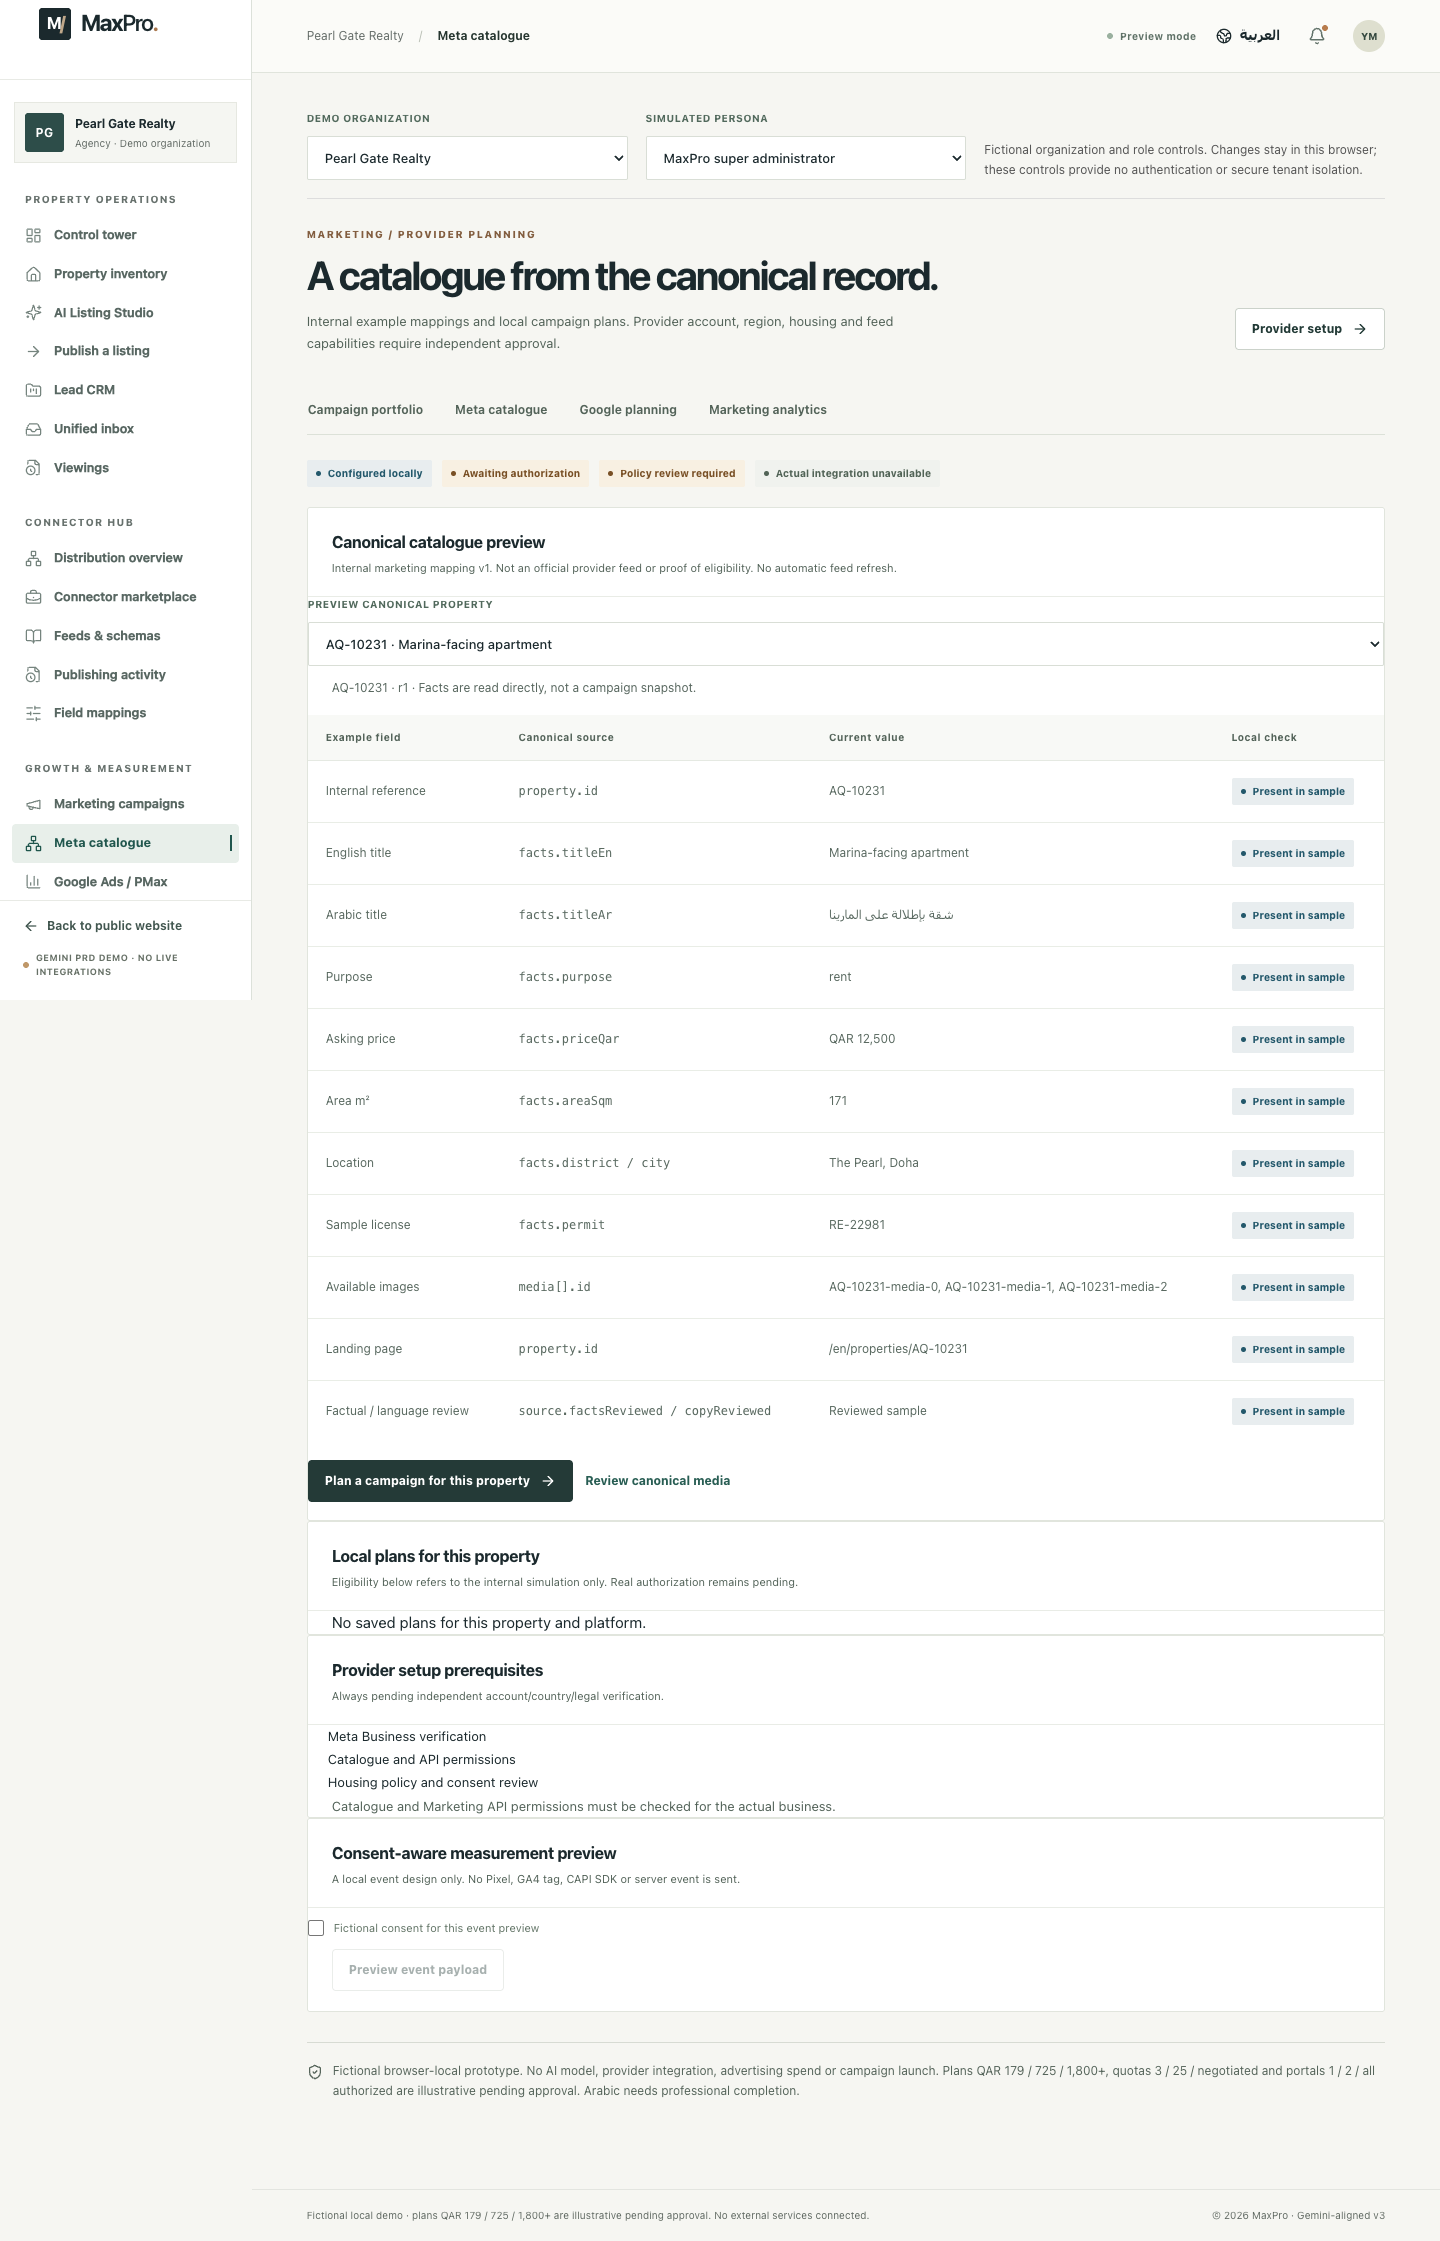 M/ MaxPro.
PG
Pearl Gate Realty
Agency · Demo organization
PROPERTY OPERATIONS
Control tower
Property inventory
AI Listing Studio
Publish a listing
Lead CRM
Unified inbox
Viewings
CONNECTOR HUB
Distribution overview
Connector marketplace
Feeds & schemas
Publishing activity
Field mappings
GROWTH & MEASUREMENT
Marketing campaigns
Meta catalogue
Google Ads / PMax
Back to public website
GEMINI PRD DEMO · NO LIVE
INTEGRATIONS
Pearl Gate Realty / Meta catalogue
Preview mode
العربية
YM
DEMO ORGANIZATION
Pearl Gate Realty
SIMULATED PERSONA
MaxPro super administrator
Fictional organization and role controls. Changes stay in this browser;
these controls provide no authentication or secure tenant isolation.
MARKETING / PROVIDER PLANNING
A catalogue from the canonical record.
Internal example mappings and local campaign plans. Provider account, region, housing and feed
capabilities require independent approval.
Provider setup
Campaign portfolio Meta catalogue Google planning Marketing analytics
Configured locally Awaiting authorization Policy review required Actual integration unavailable
Canonical catalogue preview
Internal marketing mapping v1. Not an official provider feed or proof of eligibility. No automatic feed refresh.
PREVIEW CANONICAL PROPERTY
AQ-10231 · Marina-facing apartment
AQ-10231 · r1 · Facts are read directly, not a campaign snapshot.
Example field Canonical source Current value Local check
Internal reference property.id AQ-10231 Present in sample
English title facts.titleEn Marina-facing apartment Present in sample
Arabic title facts.titleAr شقة بإطلالة على المارينا Present in sample
Purpose facts.purpose rent Present in sample
Asking price facts.priceQar QAR 12,500 Present in sample
Area m² facts.areaSqm 171 Present in sample
Location facts.district / city The Pearl, Doha Present in sample
Sample license facts.permit RE-22981 Present in sample
Available images media[].id AQ-10231-media-0, AQ-10231-media-1, AQ-10231-media-2 Present in sample
Landing page property.id /en/properties/AQ-10231 Present in sample
Factual / language review source.factsReviewed / copyReviewed Reviewed sample Present in sample
Plan a campaign for this property Review canonical media
Local plans for this property
Eligibility below refers to the internal simulation only. Real authorization remains pending.
No saved plans for this property and platform.
Provider setup prerequisites
Always pending independent account/country/legal verification.
Meta Business verification
Catalogue and API permissions
Housing policy and consent review
Catalogue and Marketing API permissions must be checked for the actual business.
Consent-aware measurement preview
A local event design only. No Pixel, GA4 tag, CAPI SDK or server event is sent.
Fictional consent for this event preview
Preview event payload
Fictional browser-local prototype. No AI model, provider integration, advertising spend or campaign launch. Plans QAR 179 / 725 / 1,800+, quotas 3 / 25 / negotiated and portals 1 / 2 / all
authorized are illustrative pending approval. Arabic needs professional completion.
Fictional local demo · plans QAR 179 / 725 / 1,800+ are illustrative pending approval. No external services connected.
© 2026 MaxPro · Gemini-aligned v3